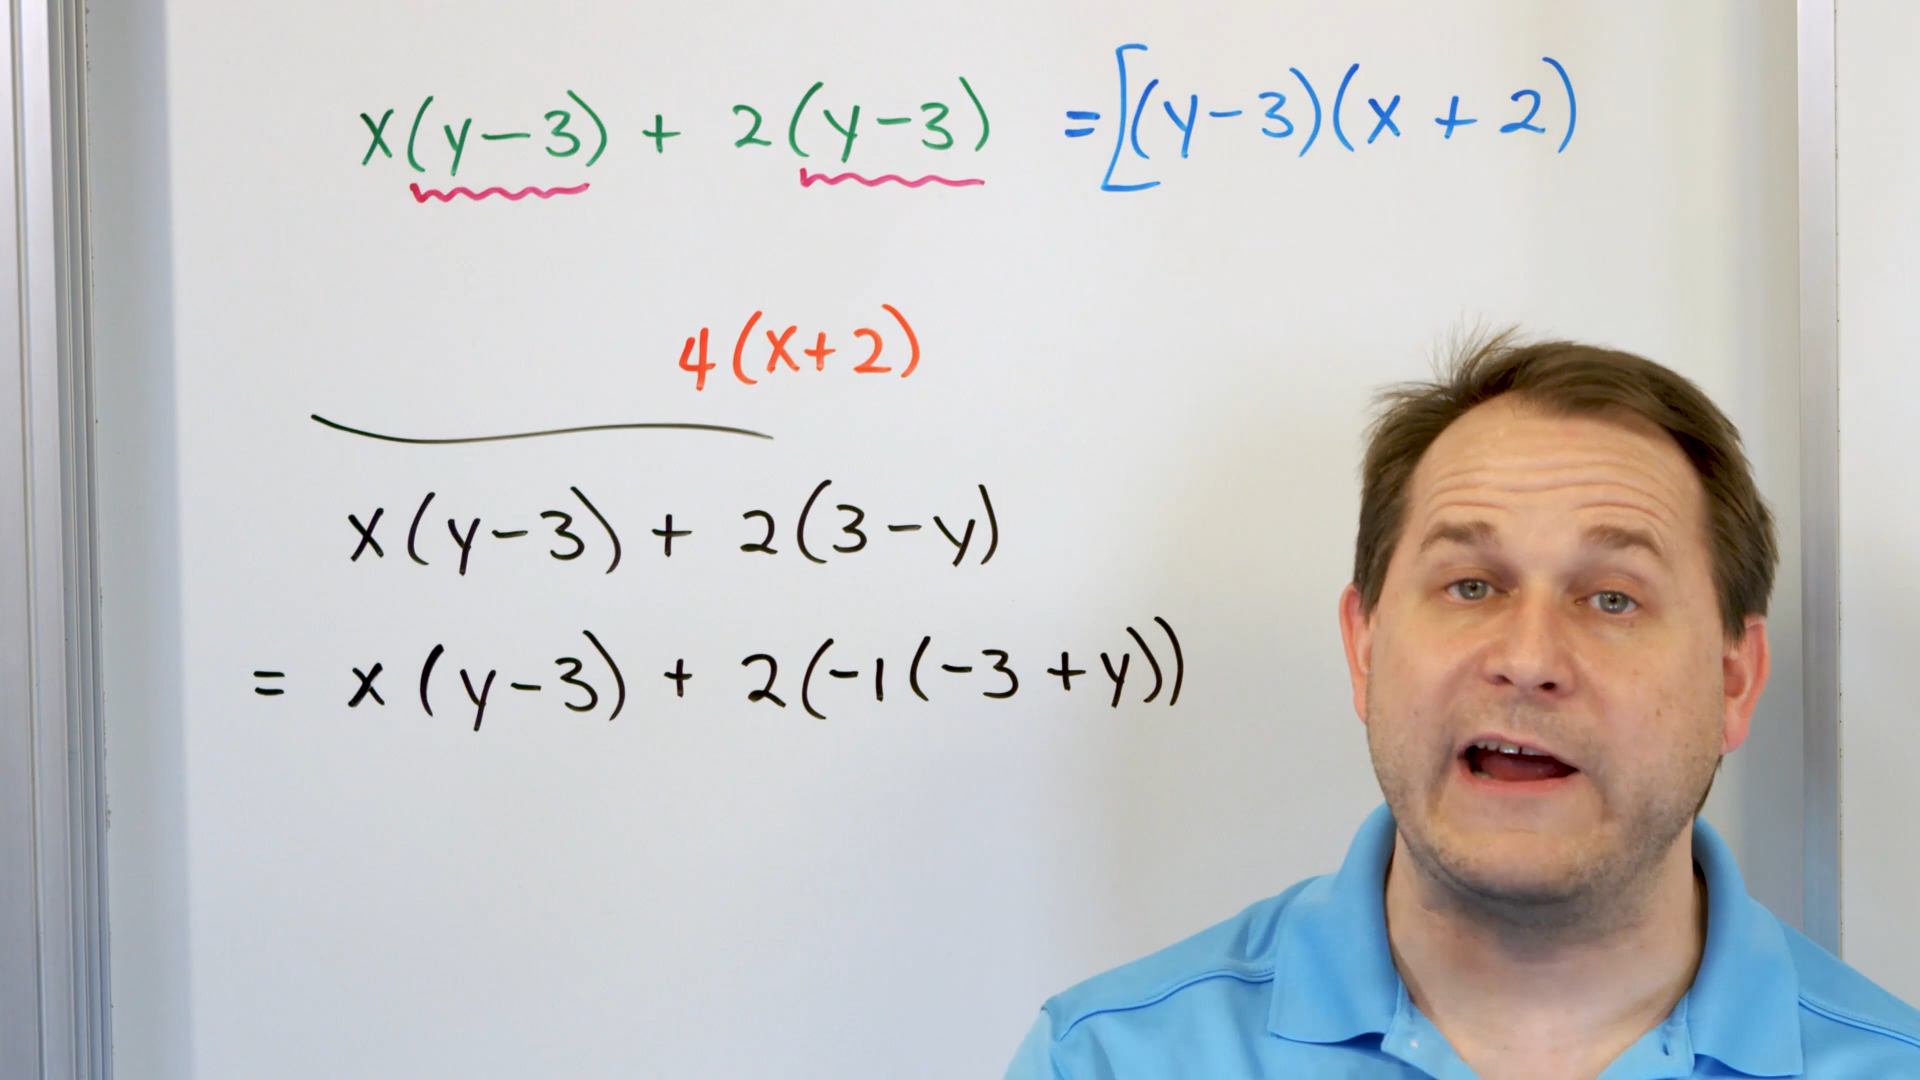 x(y-3) + 2(y-3) = [(y-3)(x+2)
4(x+2)
x(y-3) + 2(3-y)
= x(y-3) + 2(-1(-3+y))